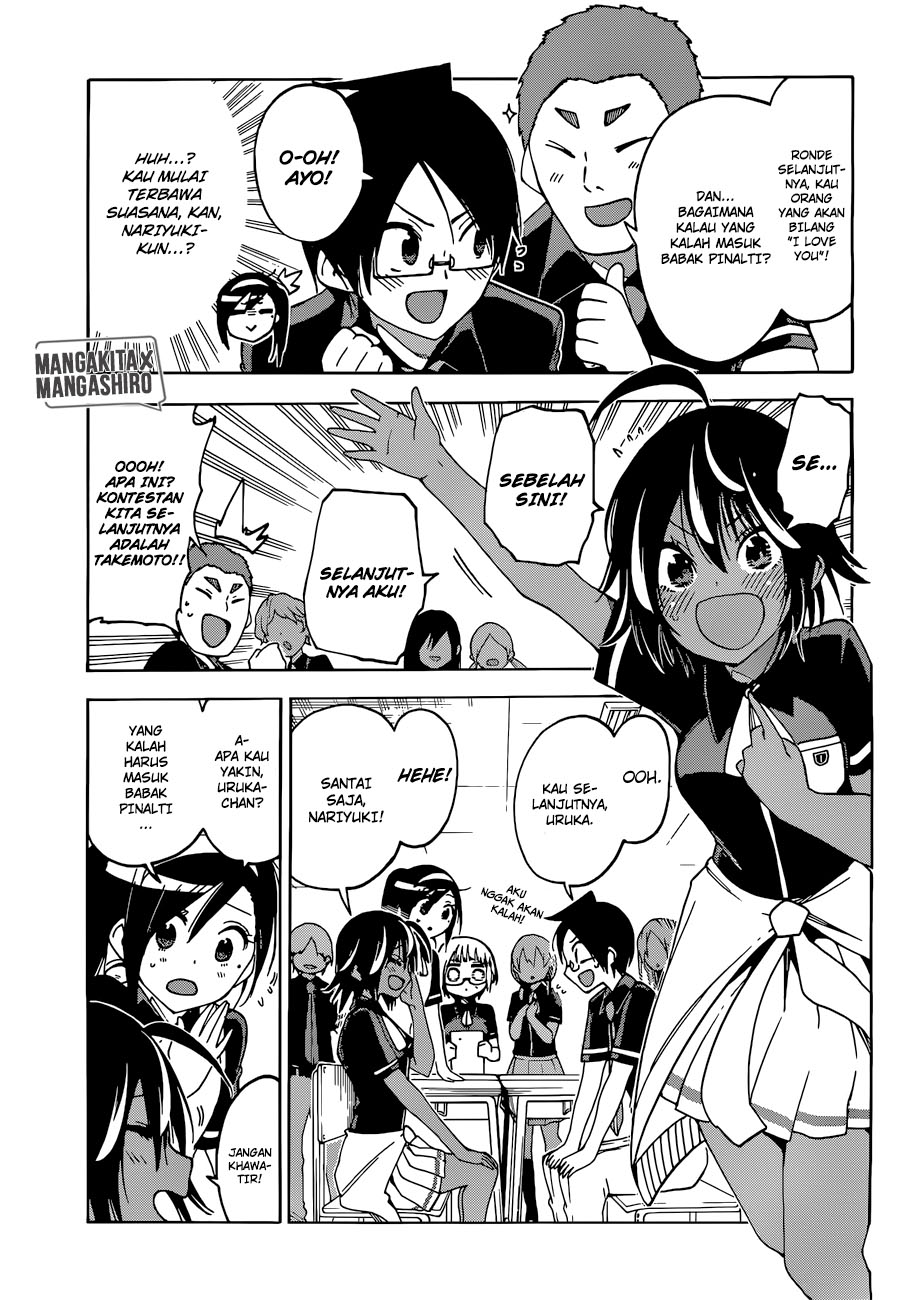 RONDE
SELANJUT-
NYA, KAU
ORANG
YANG AKAN
BILANG
"I LOVE
YOU"!
DAN...
BAGAIMANA
KALAU YANG
KALAH MASUK
BABAK PINALTI?
O-OH!
AYO!
HUH...?
KAU MULAI
TERBAWA
SUASANA, KAN,
NARIYUKI-
KUN...?
MANGAKITA X
MANGASHIRO
SE...
SEBELAH
SINI!
SELANJUT-
NYA AKU!
OOOH!
APA INI?
KONTESTAN
KITA SE-
LANJUTNYA
ADALAH
TAKEMOTO!!
OOH.
KAU SE-
LANJUTNYA,
URUKA.
HEHE!
SANTAI
SAJA,
NARIYUKI!
AKU
NGGAK AKAN
KALAH!
A-
APA KAU
YAKIN,
URUKA-
CHAN?
YANG
KALAH
HARUS
MASUK
BABAK
PINALTI
...
JANGAN
KHAWA-
TIR!